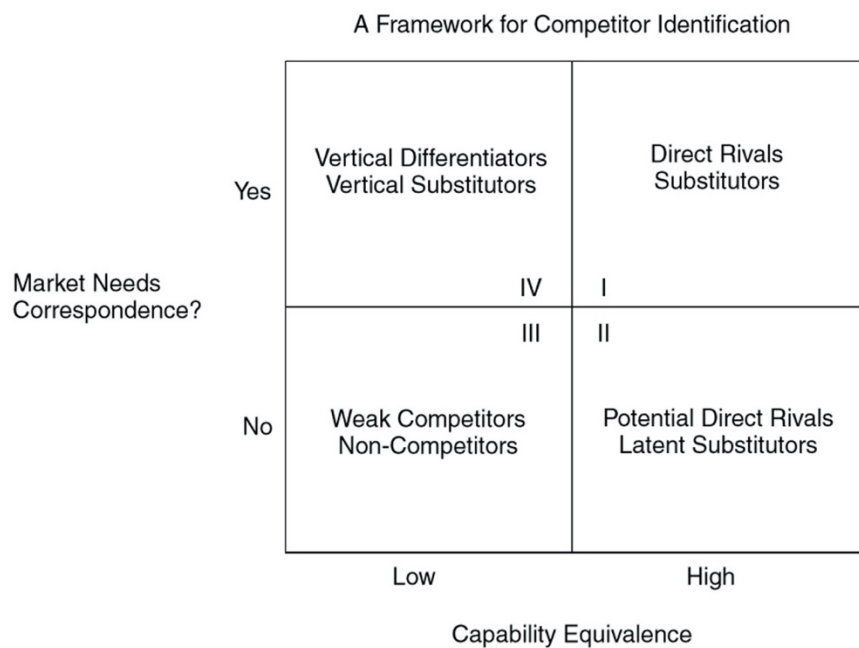 A Framework for Competitor Identification
Vertical Differentiators
Vertical Substitutors
Direct Rivals
Substitutors
Yes
IV
I
Market Needs
Correspondence?
III
II
No
Weak Competitors
Non-Competitors
Potential Direct Rivals
Latent Substitutors
Low
High
Capability Equivalence